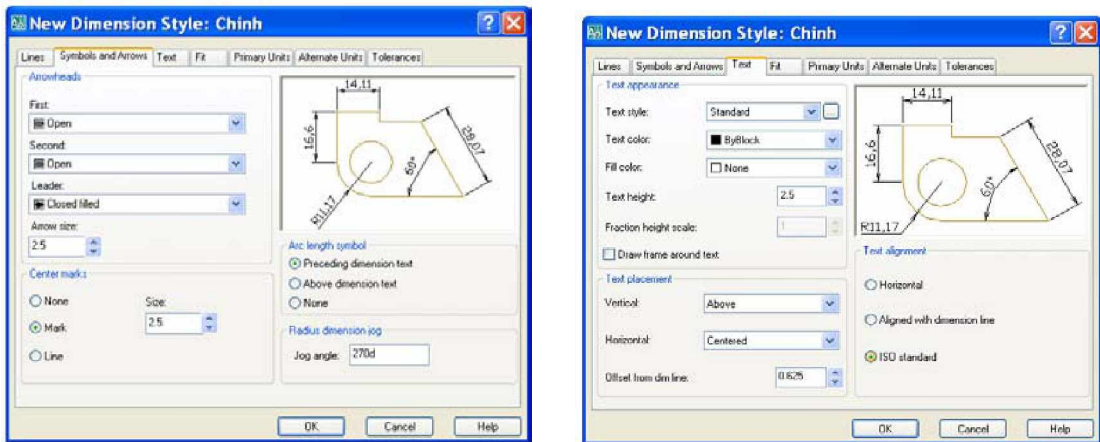 New Dimension Style: Chinh
Lines Symbols and Arrows Text Fit Primary Units Alternate Units Tolerances
Arrowheads
First:
Open
Second:
Open
Leader:
Closed filled
Arrow size:
2.5
Center marks
None
Mark
Line
Size:
2.5
14,11
16,6
28,07
60°
R11,17
Arc length symbol
Preceding dimension text
Above dimension text
None
Radius dimension jog
Jog angle: 270d
OK Cancel Help
New Dimension Style: Chinh
Lines Symbols and Arrows Text Fit Primary Units Alternate Units Tolerances
Text appearance
Text style: Standard
Text color: ByBlock
Fill color: None
Text height: 2.5
Fraction height scale: 1
Draw frame around text
Text placement
Vertical: Above
Horizontal: Centered
Offset from dim line: 0.625
14,11
16,6
28,07
60°
R11,17
Text alignment
Horizontal
Aligned with dimension line
ISO standard
OK Cancel Help